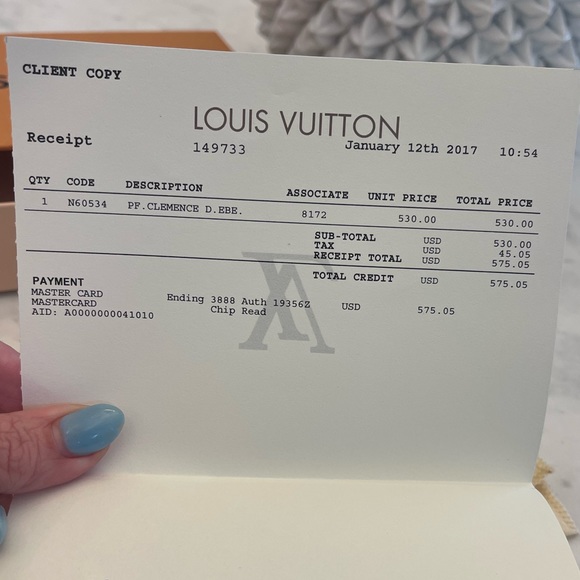 CLIENT COPY
LOUIS VUITTON
Receipt 149733 January 12th 2017 10:54
QTY CODE DESCRIPTION ASSOCIATE UNIT PRICE TOTAL PRICE
1 N60534 PF.CLEMENCE D.EBE. 8172 530.00 530.00
SUB-TOTAL USD 530.00
TAX USD 45.05
RECEIPT TOTAL USD 575.05
TOTAL CREDIT USD 575.05
PAYMENT
MASTER CARD Ending 3888 Auth 19356Z USD 575.05
MASTERCARD Chip Read
AID: A0000000041010
LV